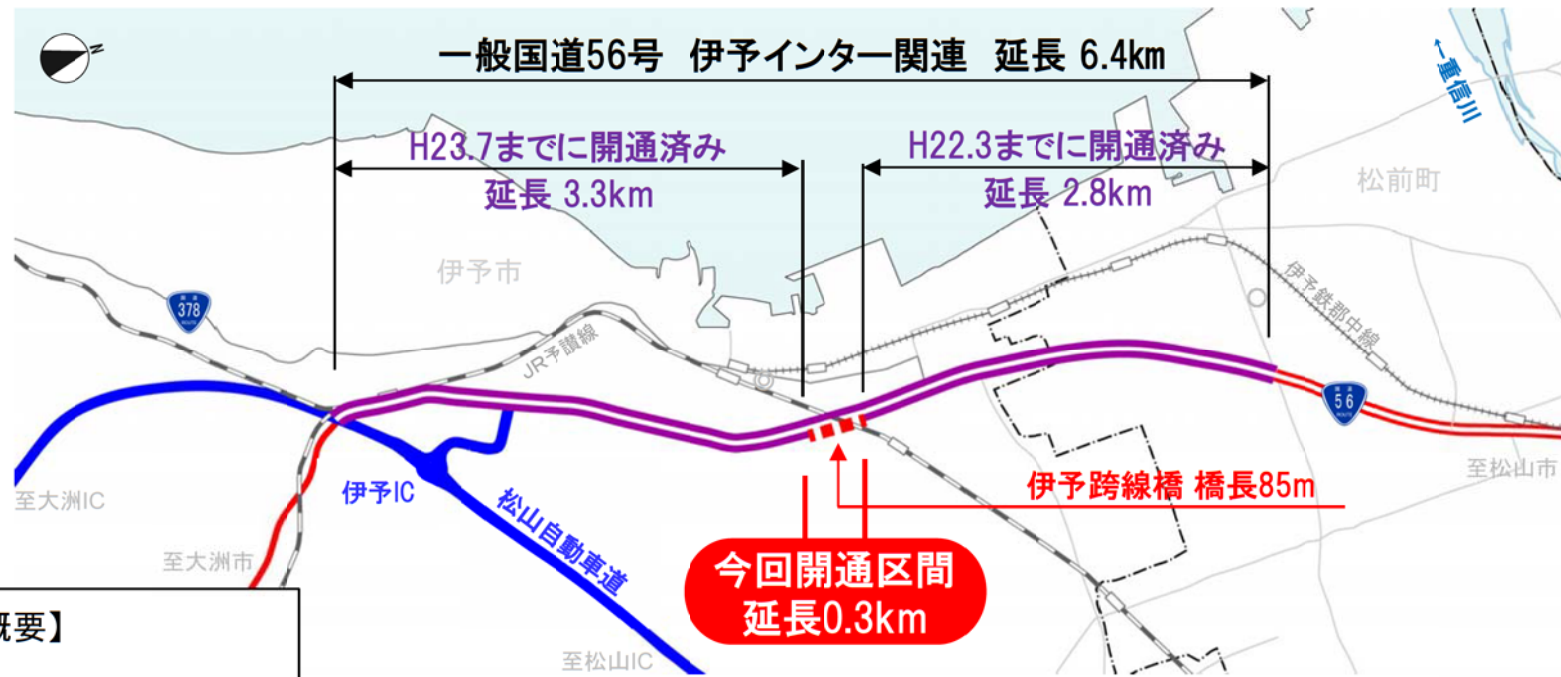 N
一般国道56号 伊予インター関連 延長 6.4km
←重信川
H23.7までに開通済み
延長 3.3km
H22.3までに開通済み
延長 2.8km
松前町
伊予市
国道
378
ROUTE
JR予讃線
伊予鉄郡中線
国道
56
ROUTE
至大洲IC
伊予IC
松山自動車道
伊予跨線橋 橋長85m
至松山市
至大洲市
今回開通区間
延長0.3km
概要】
至松山IC